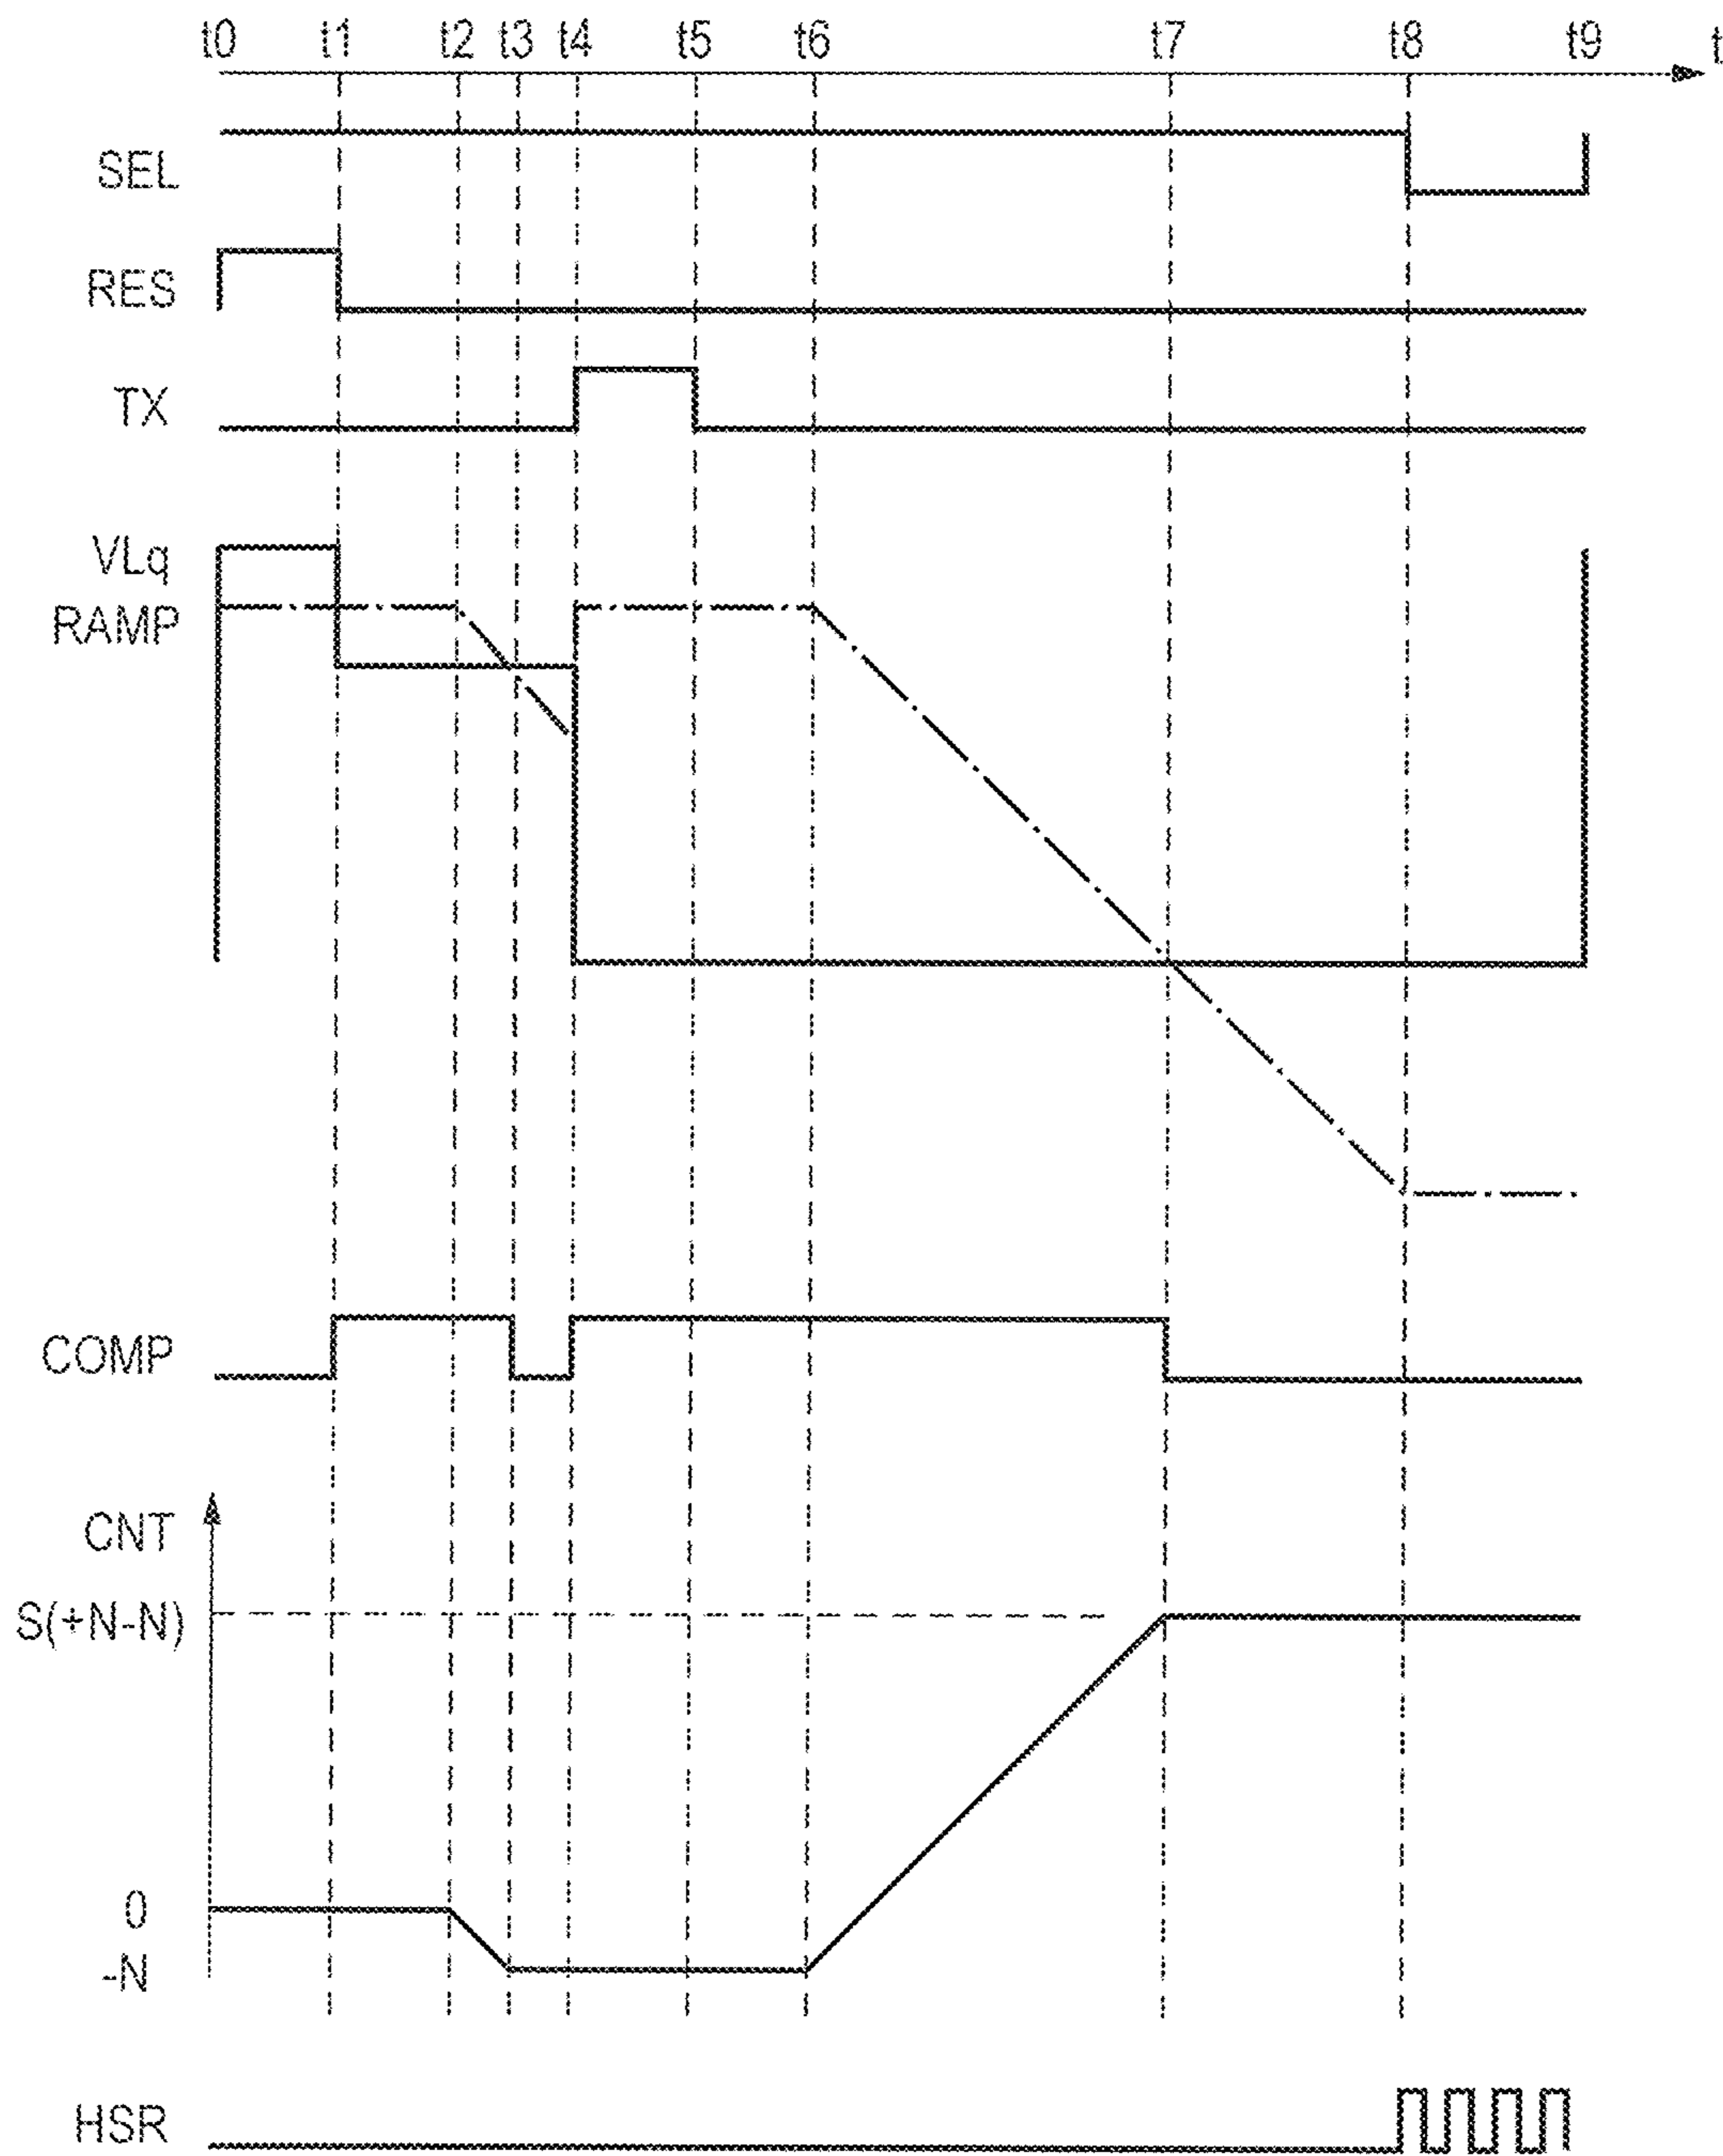 t0 t1 t2 t3 t4 t5 t6 t7 t8 t9 t
SEL
RES
TX
VLq
RAMP
COMP
CNT
S(+N-N)
0
-N
HSR